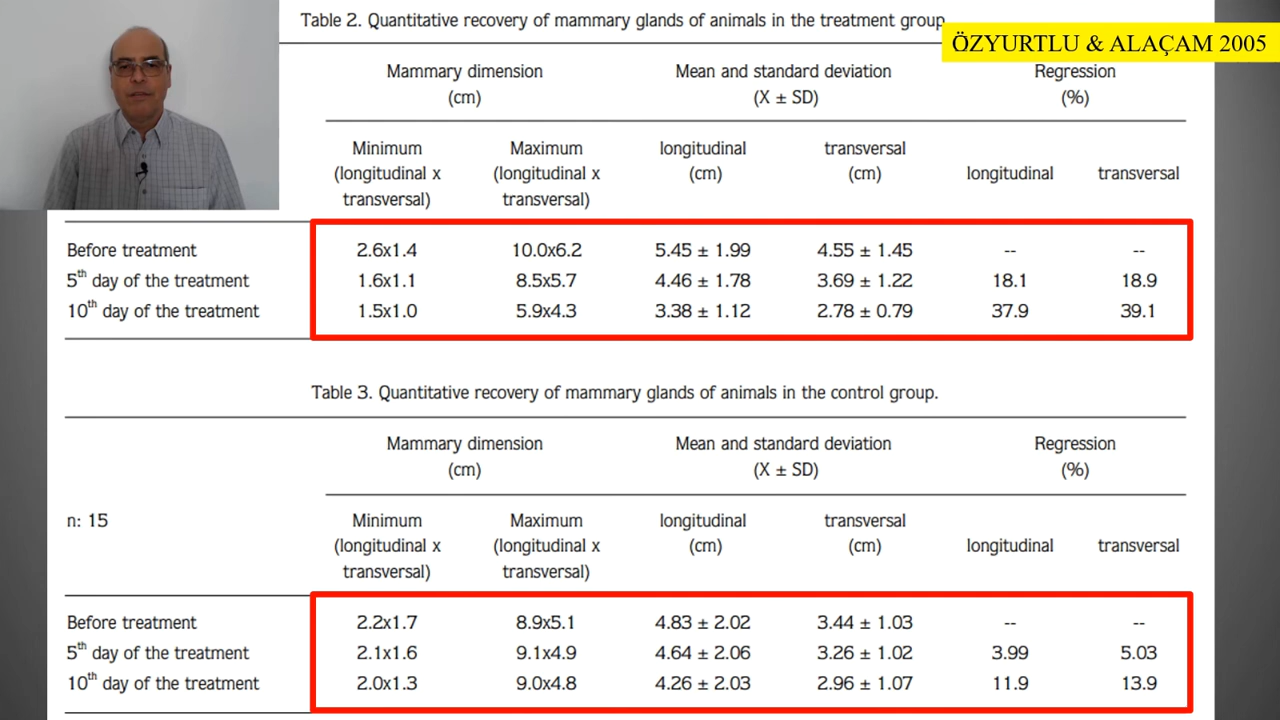 Table 2. Quantitative recovery of mammary glands of animals in the treatment group.
ÖZYURTLU & ALAÇAM 2005
Mammary dimension (cm) Mean and standard deviation (X ± SD) Regression (%)
Minimum (longitudinal x transversal) Maximum (longitudinal x transversal) longitudinal (cm) transversal (cm) longitudinal transversal
Before treatment 2.6x1.4 10.0x6.2 5.45 ± 1.99 4.55 ± 1.45 -- --
5th day of the treatment 1.6x1.1 8.5x5.7 4.46 ± 1.78 3.69 ± 1.22 18.1 18.9
10th day of the treatment 1.5x1.0 5.9x4.3 3.38 ± 1.12 2.78 ± 0.79 37.9 39.1
Table 3. Quantitative recovery of mammary glands of animals in the control group.
Mammary dimension (cm) Mean and standard deviation (X ± SD) Regression (%)
n: 15 Minimum (longitudinal x transversal) Maximum (longitudinal x transversal) longitudinal (cm) transversal (cm) longitudinal transversal
Before treatment 2.2x1.7 8.9x5.1 4.83 ± 2.02 3.44 ± 1.03 -- --
5th day of the treatment 2.1x1.6 9.1x4.9 4.64 ± 2.06 3.26 ± 1.02 3.99 5.03
10th day of the treatment 2.0x1.3 9.0x4.8 4.26 ± 2.03 2.96 ± 1.07 11.9 13.9